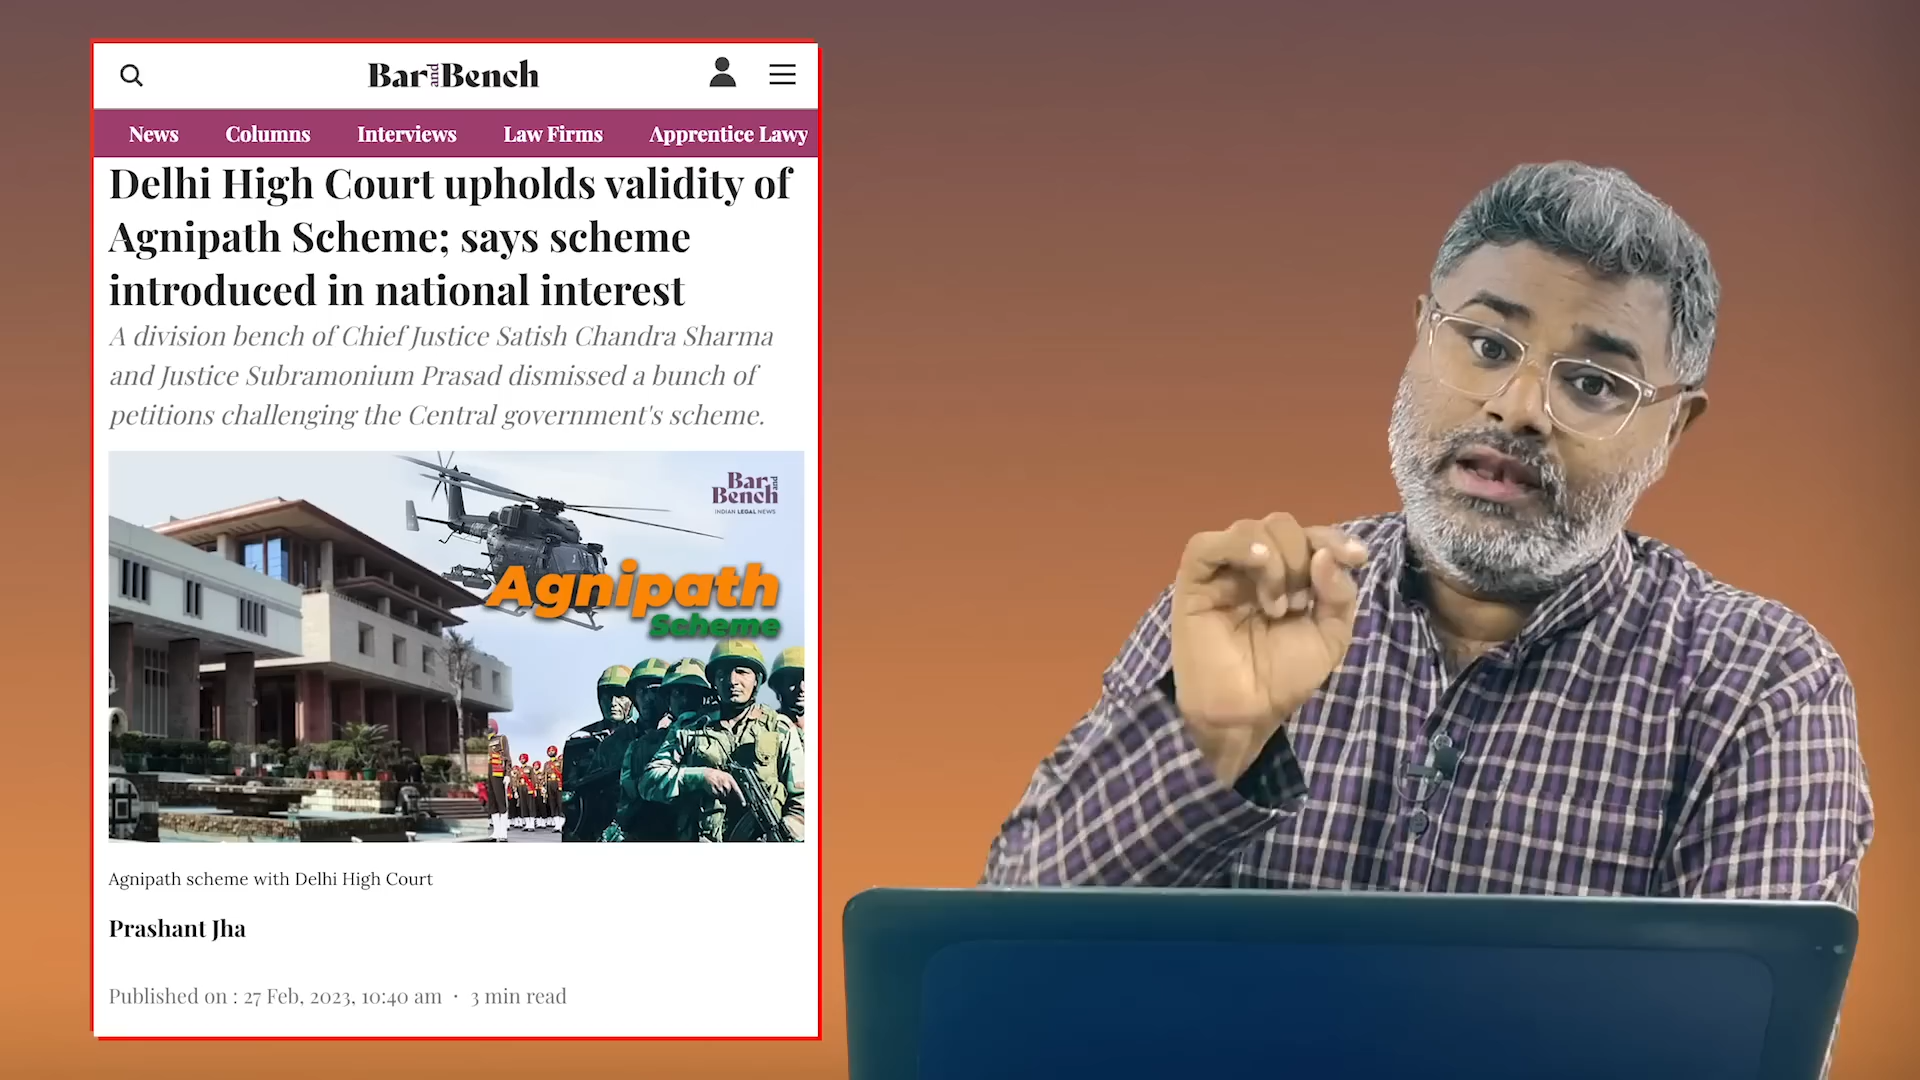 Bar and Bench
News Columns Interviews Law Firms Apprentice Lawy
Delhi High Court upholds validity of
Agnipath Scheme; says scheme
introduced in national interest
A division bench of Chief Justice Satish Chandra Sharma
and Justice Subramonium Prasad dismissed a bunch of
petitions challenging the Central government's scheme.
Bar and
Bench
INDIAN LEGAL NEWS
Agnipath
Scheme
Agnipath scheme with Delhi High Court
Prashant Jha
Published on : 27 Feb, 2023, 10:40 am · 3 min read